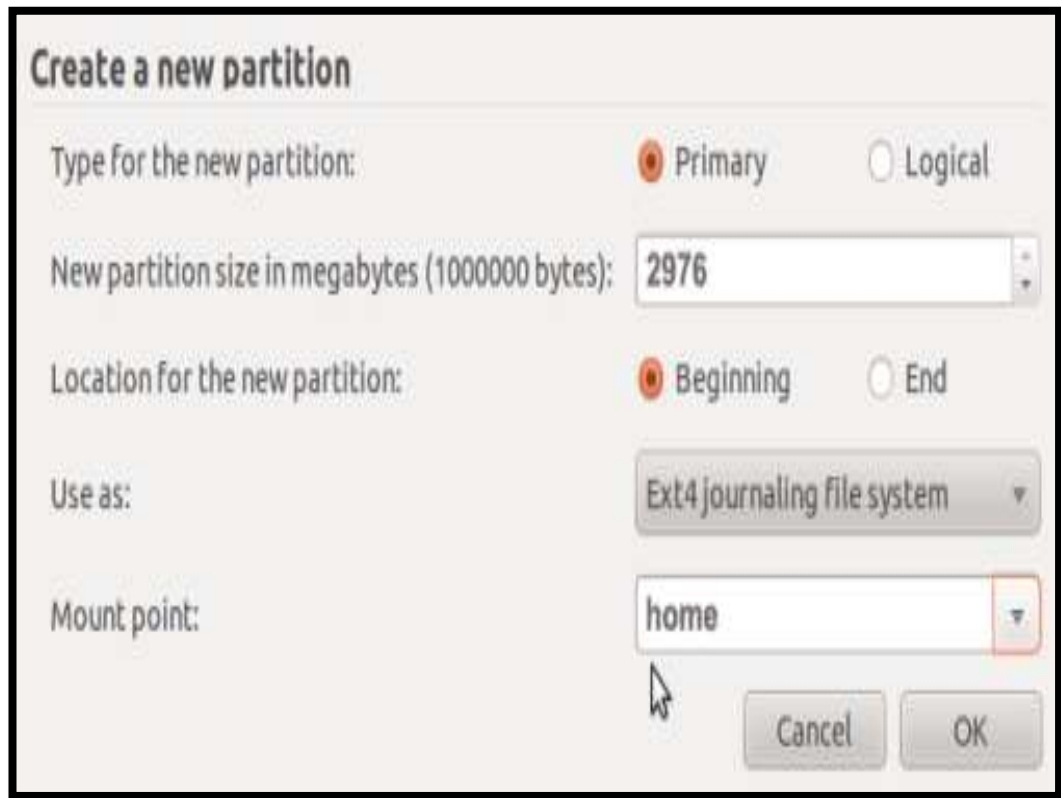 Create a new partition
Type for the new partition: Primary Logical
New partition size in megabytes (1000000 bytes): 2976
Location for the new partition: Beginning End
Use as: Ext4 journaling file system
Mount point: home
Cancel OK